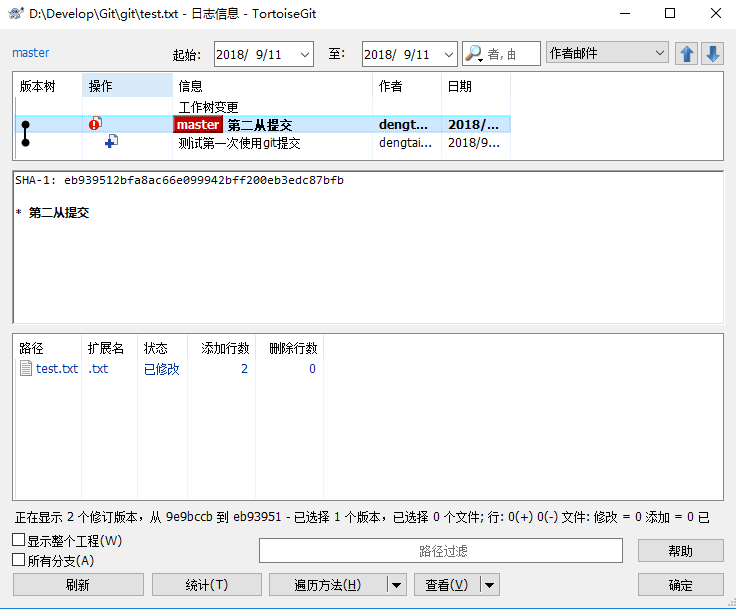 D:\Develop\Git\git\test.txt - 日志信息 - TortoiseGit
master 起始: 2018/ 9/11 至: 2018/ 9/11 者, 由 作者邮件
版本树 操作 信息 作者 日期
工作树变更
master 第二从提交 dengt... 2018/...
测试第一次使用git提交 dengtai... 2018/9...
SHA-1: eb939512bfa8ac66e099942bff200eb3edc87bfb
* 第二从提交
路径 扩展名 状态 添加行数 删除行数
test.txt .txt 已修改 2 0
正在显示 2 个修订版本，从 9e9bccb 到 eb93951 - 已选择 1 个版本，已选择 0 个文件; 行: 0(+) 0(-) 文件: 修改 = 0 添加 = 0 已
显示整个工程(W)
所有分支(A)
路径过滤 帮助
刷新 统计(T) 遍历方法(H) 查看(V) 确定